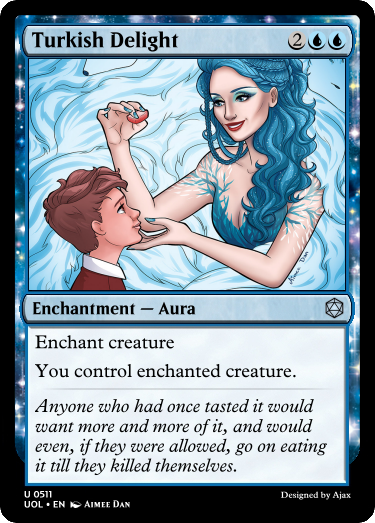 Turkish Delight 2
Enchantment — Aura
Enchant creature
You control enchanted creature.
Anyone who had once tasted it would
want more and more of it, and would
even, if they were allowed, go on eating
it till they killed themselves.
U 0511
UOL • EN Aimee Dan
Designed by Ajax